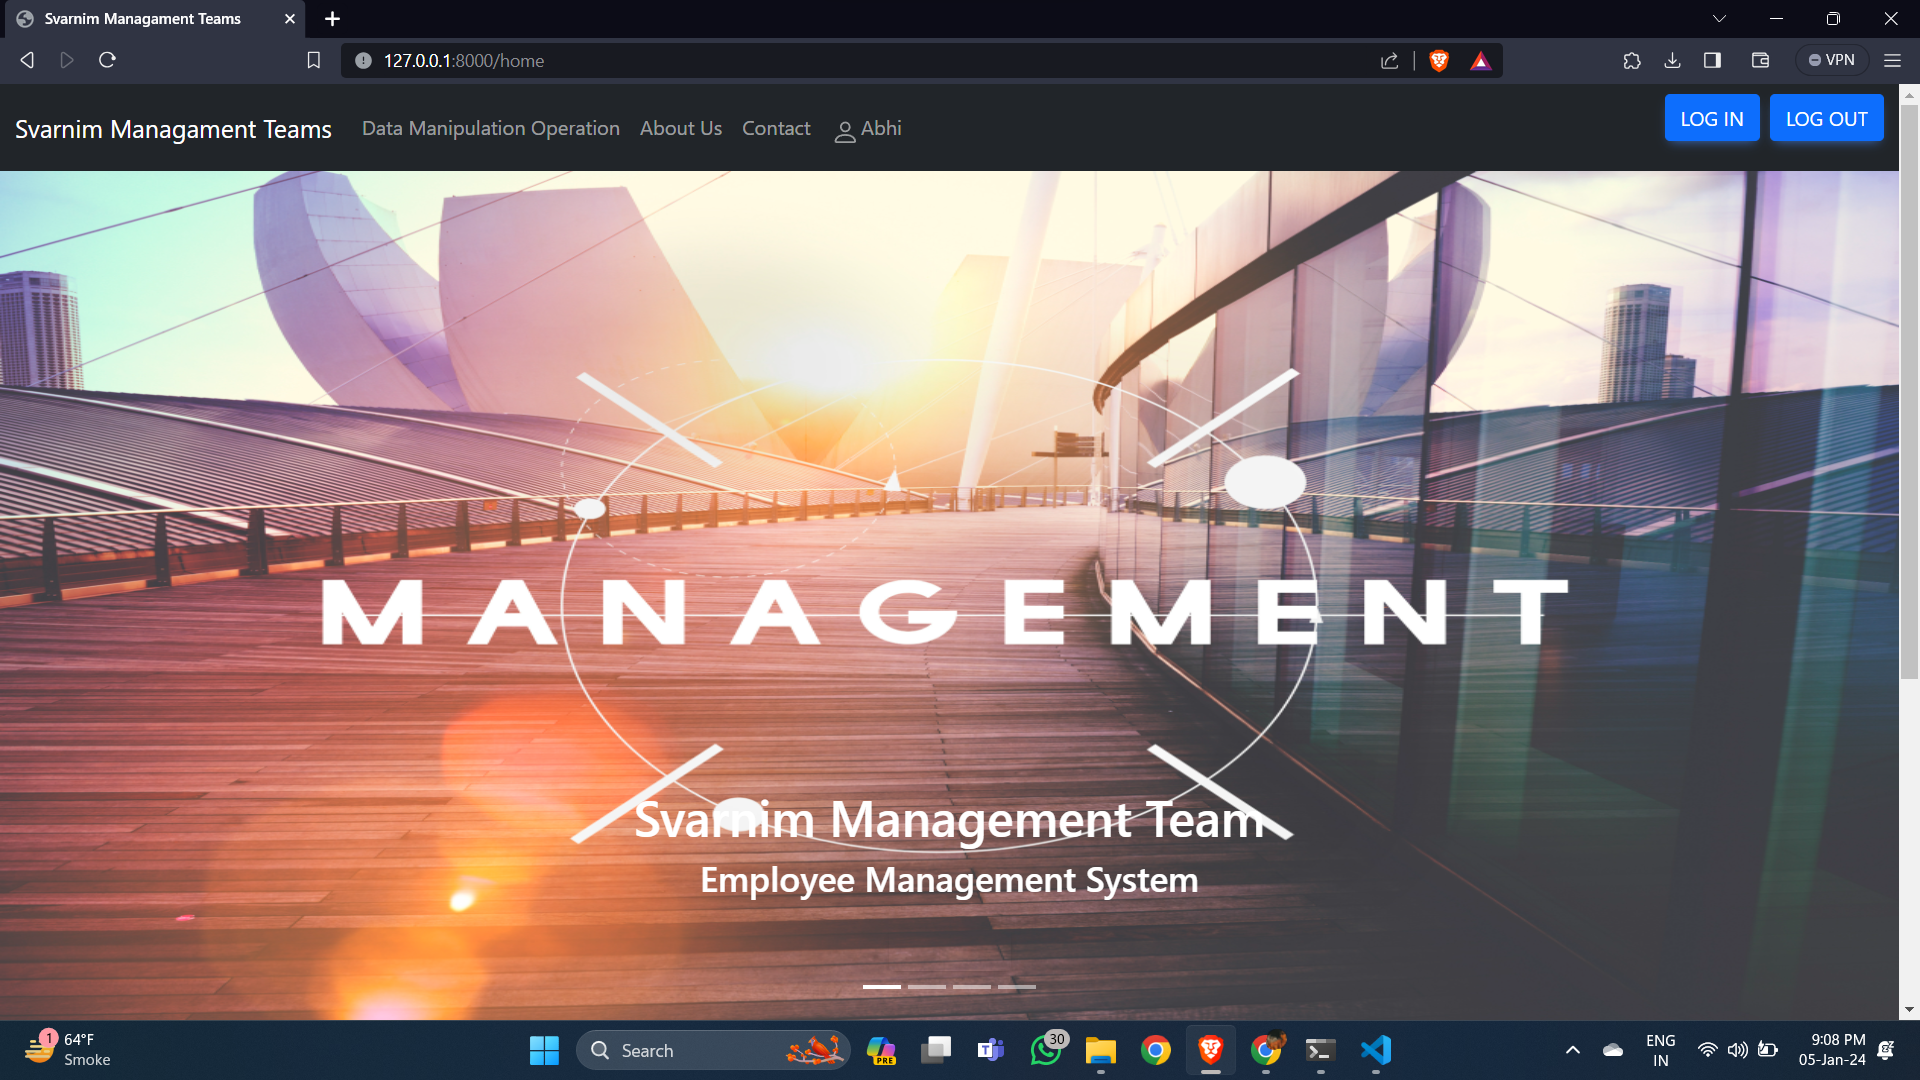 Svarnim Managament Teams
127.0.0.1:8000/home
VPN
Svarnim Managament Teams
Data Manipulation Operation
About Us
Contact
Abhi
LOG IN
LOG OUT
MANAGEMENT
Svarnim Management Team
Employee Management System
1
64°F
Smoke
Search
PRE
30
ENG
IN
9:08 PM
05-Jan-24